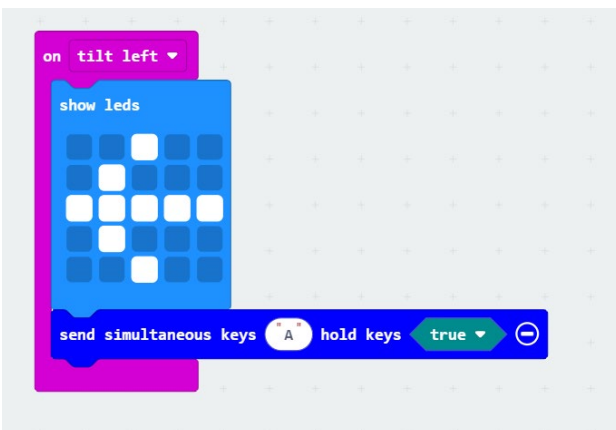 on tilt left
show leds
send simultaneous keys "A" hold keys true